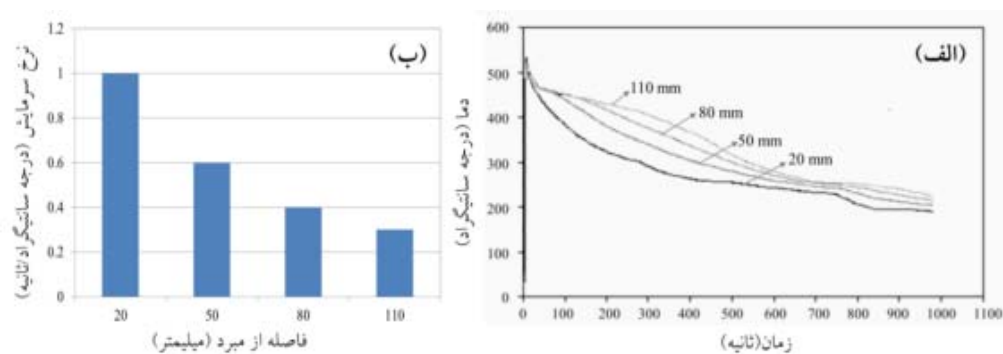 (الف)
600
500
400
300
200
100
0
دما (درجه سانتیگراد)
110 mm
80 mm
50 mm
20 mm
0 100 200 300 400 500 600 700 800 900 1000 1100
زمان(ثانیه)
(ب)
1.2
1
0.8
0.6
0.4
0.2
0
نرخ سرمایش (درجه سانتیگراد/ثانیه)
20 50 80 110
فاصله از مبرد (میلیمتر)